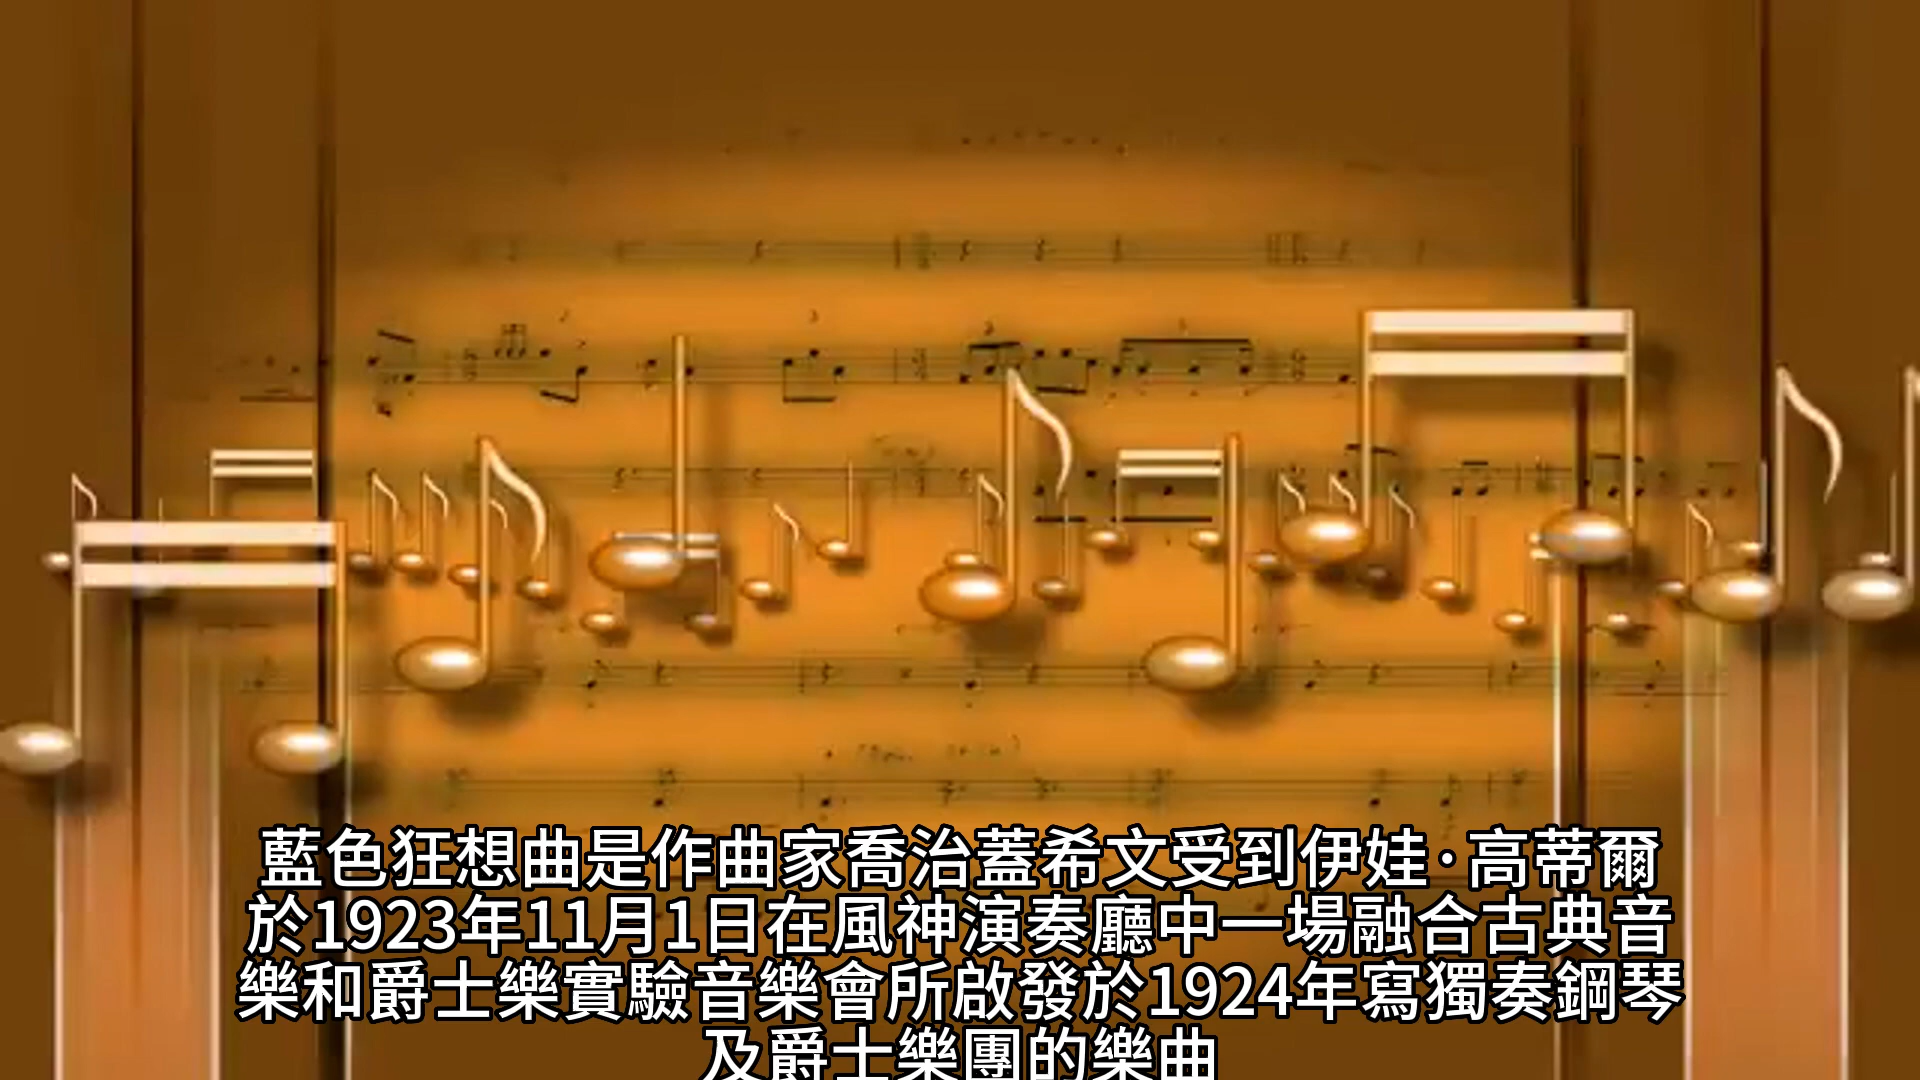 藍色狂想曲是作曲家喬治蓋希文受到伊娃·高蒂爾
於1923年11月1日在風神演奏廳中一場融合古典音
樂和爵士樂實驗音樂會所啟發於1924年寫獨奏鋼琴
及爵士樂團的樂曲